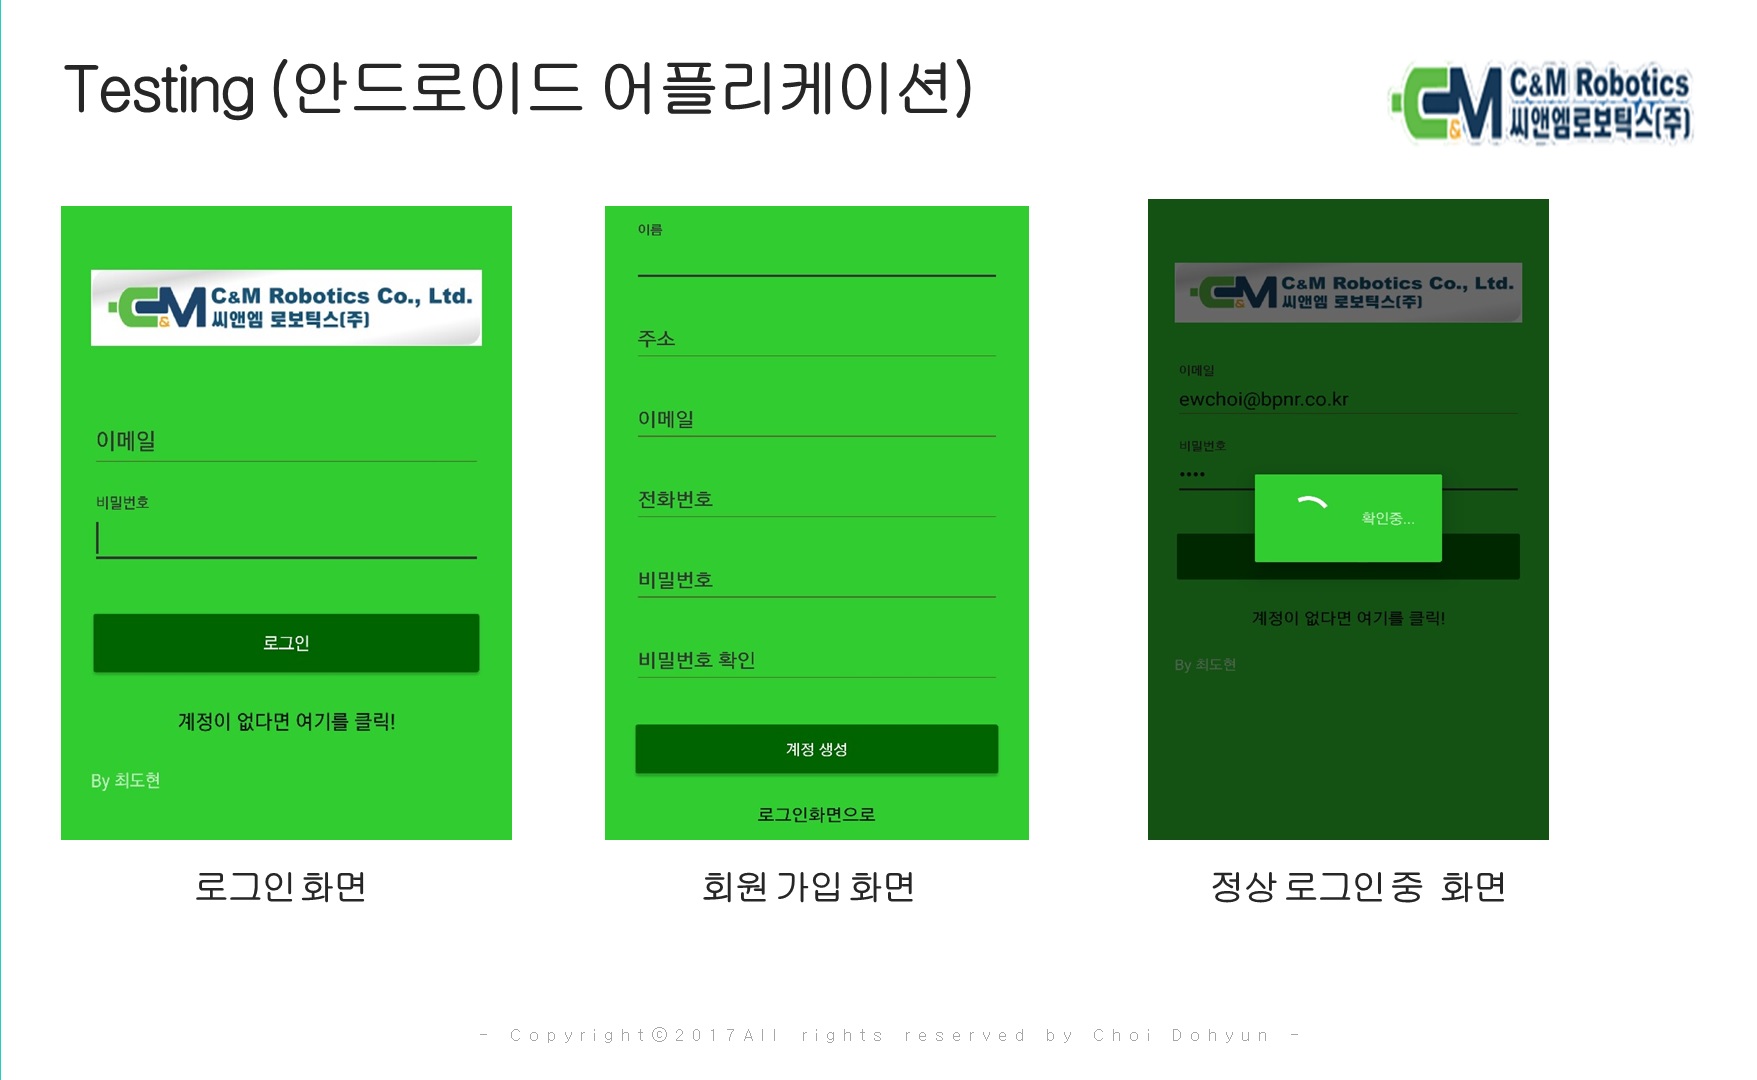 Testing (안드로이드 어플리케이션)
C&M Robotics
씨앤엠로보틱스(주)
C&M Robotics Co., Ltd.
씨앤엠 로보틱스(주)
이메일
비밀번호
로그인
계정이 없다면 여기를 클릭!
By 최도현
로그인 화면
이름
주소
이메일
전화번호
비밀번호
비밀번호 확인
계정 생성
로그인화면으로
회원 가입 화면
C&M Robotics Co., Ltd.
씨앤엠 로보틱스(주)
이메일
ewchoi@bpnr.co.kr
비밀번호
••••
확인중...
계정이 없다면 여기를 클릭!
By 최도현
정상 로그인 중 화면
- Copyright©2017All rights reserved by Choi Dohyun -